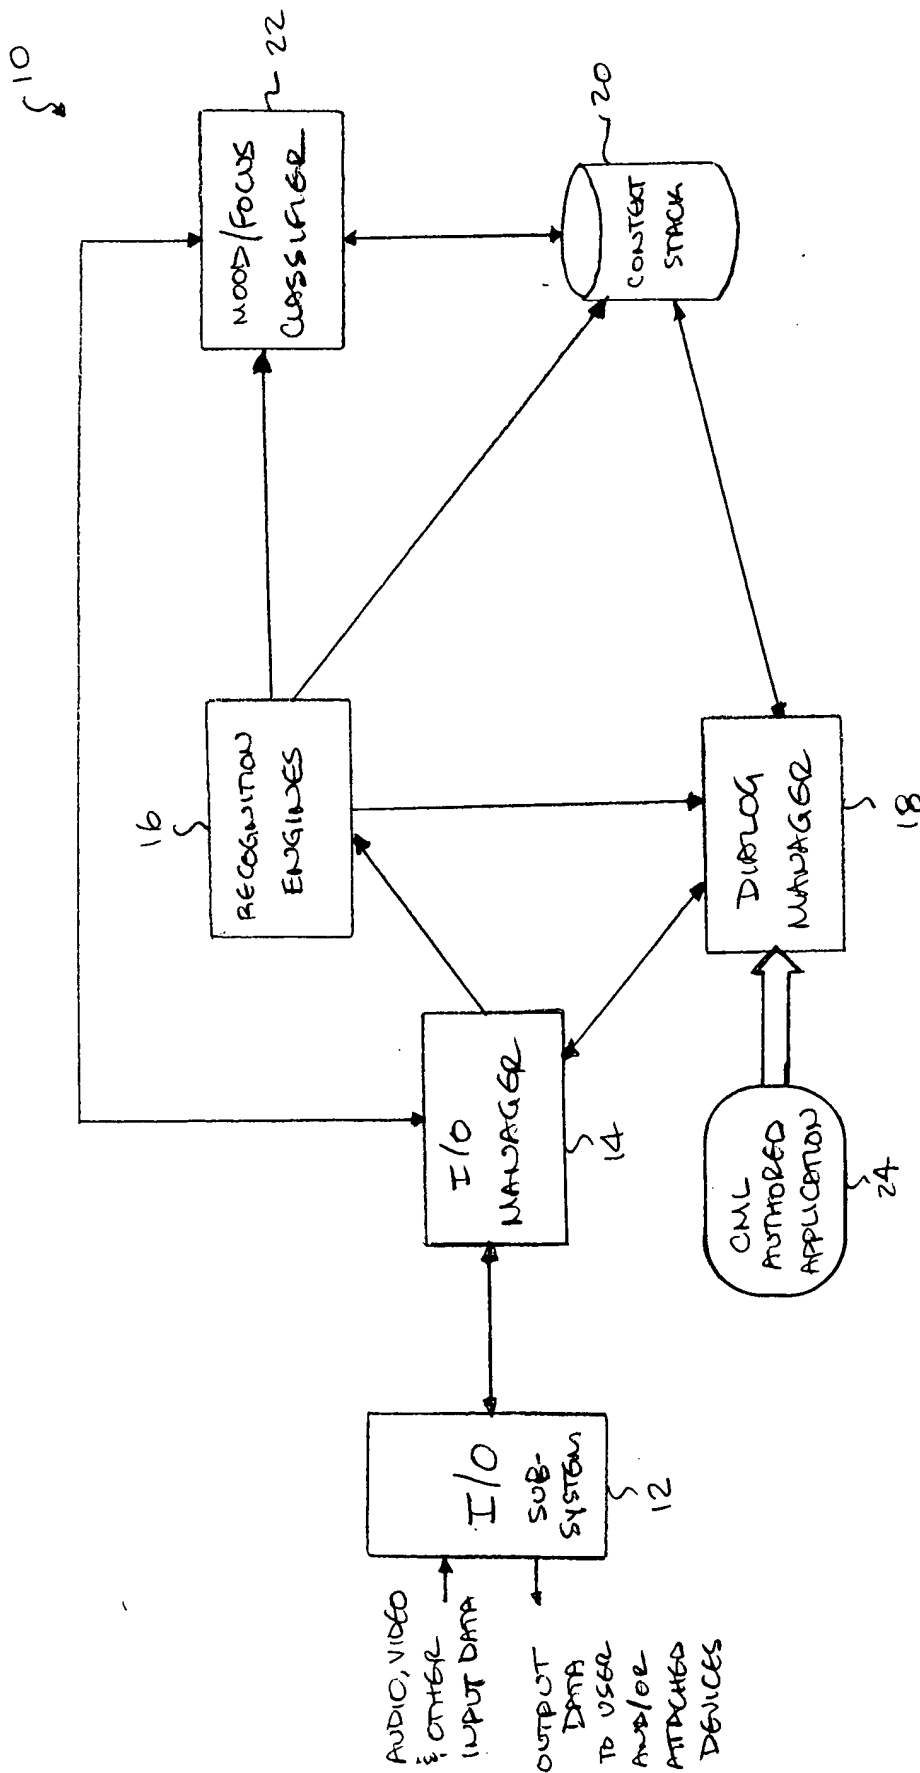 10
MOOD/FOCUS
CLASSIFIER
22
CONTEXT
STACK
20
RECOGNITION
ENGINES
16
DIALOG
MANAGER
18
I/O
MANAGER
14
CML
AUTHORED
APPLICATION
24
I/O
SUB-
SYSTEM
12
AUDIO, VIDEO
& OTHER
INPUT DATA
OUTPUT
DATA
TO USER
AND/OR
ATTACHED
DEVICES